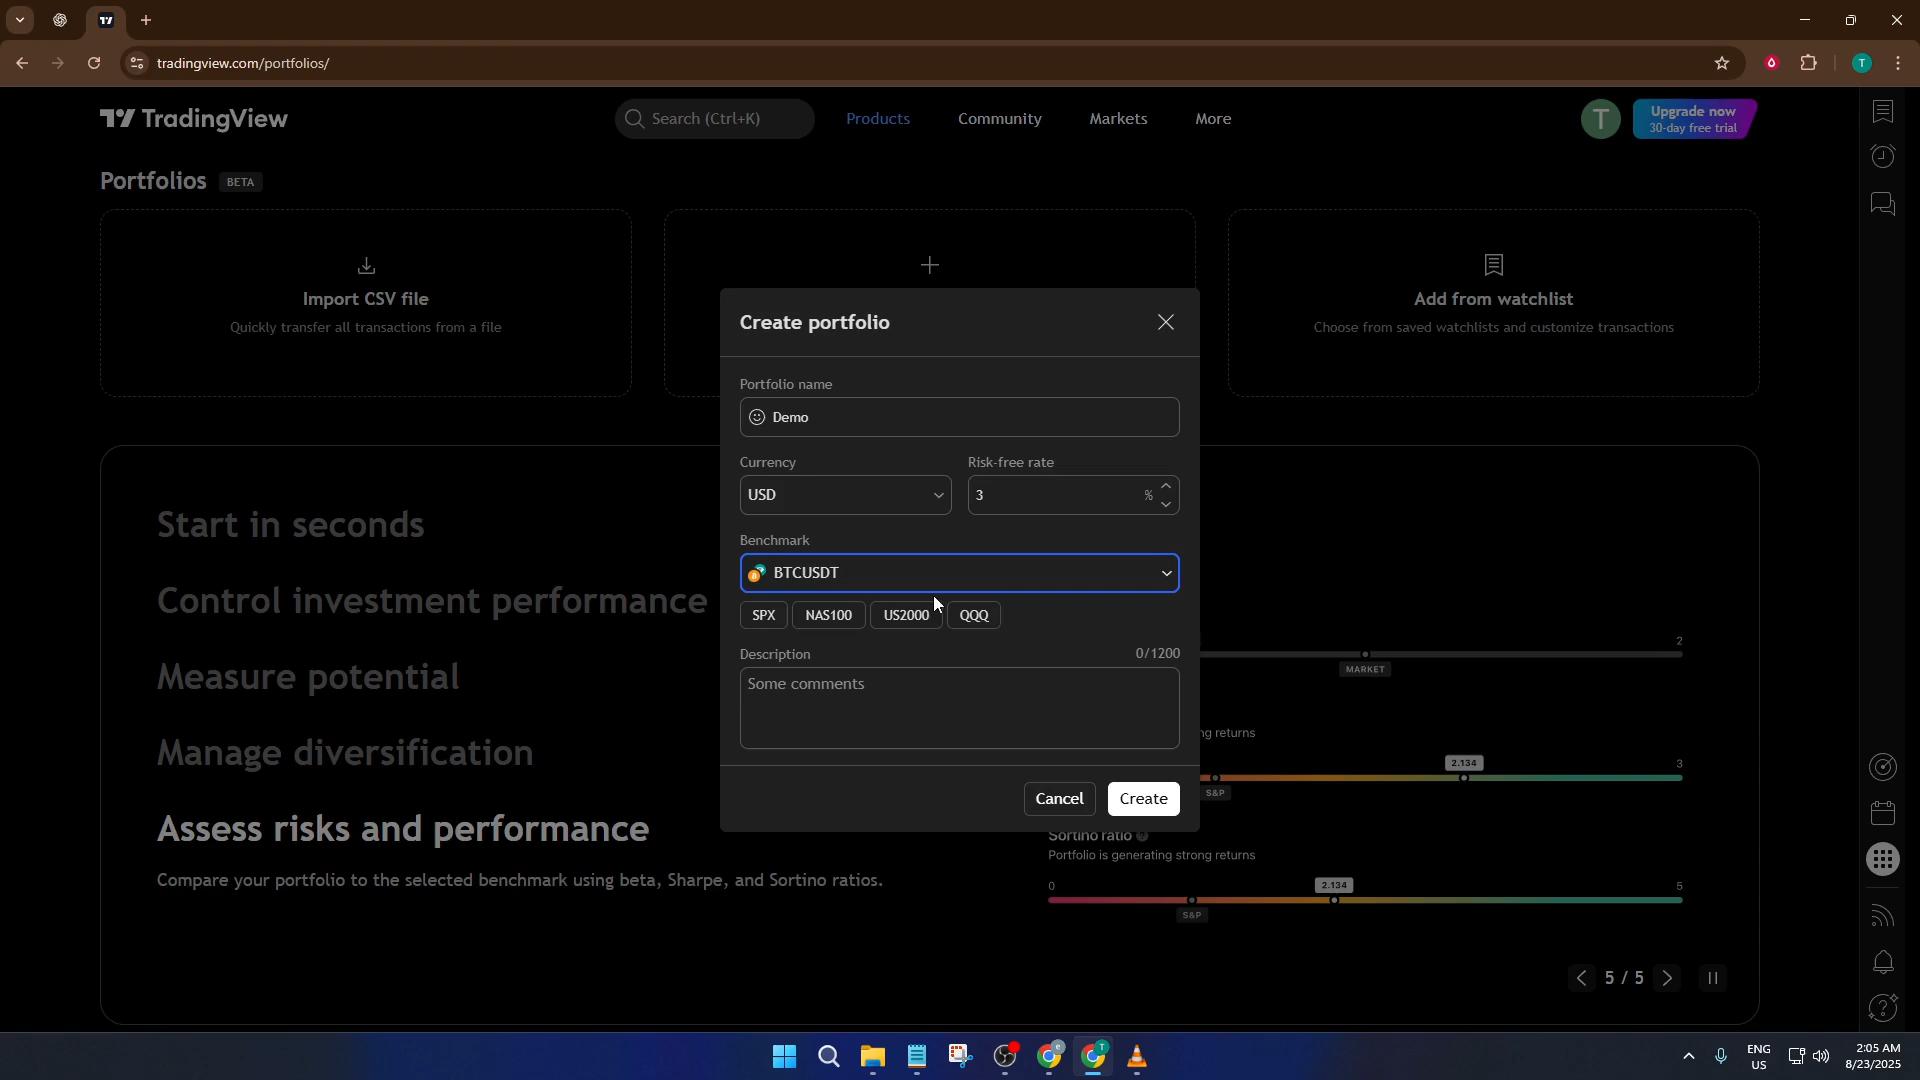 tradingview.com/portfolios/
T
TradingView
Search (Ctrl+K)
Products
Community
Markets
More
T
Upgrade now
30-day free trial
Portfolios BETA
Import CSV file
Quickly transfer all transactions from a file
Add from watchlist
Choose from saved watchlists and customize transactions
Create portfolio
Portfolio name
Demo
Currency
Risk-free rate
USD
3 %
Benchmark
BTCUSDT
SPX NAS100 US2000 QQQ
Description 0/1200
Some comments
Cancel Create
Start in seconds
Control investment performance
Measure potential
Manage diversification
Assess risks and performance
Compare your portfolio to the selected benchmark using beta, Sharpe, and Sortino ratios.
2
MARKET
ng returns
2.134
3
S&P
Sortino ratio
Portfolio is generating strong returns
0
2.134
5
S&P
5 / 5
ENG
US
2:05 AM
8/23/2025